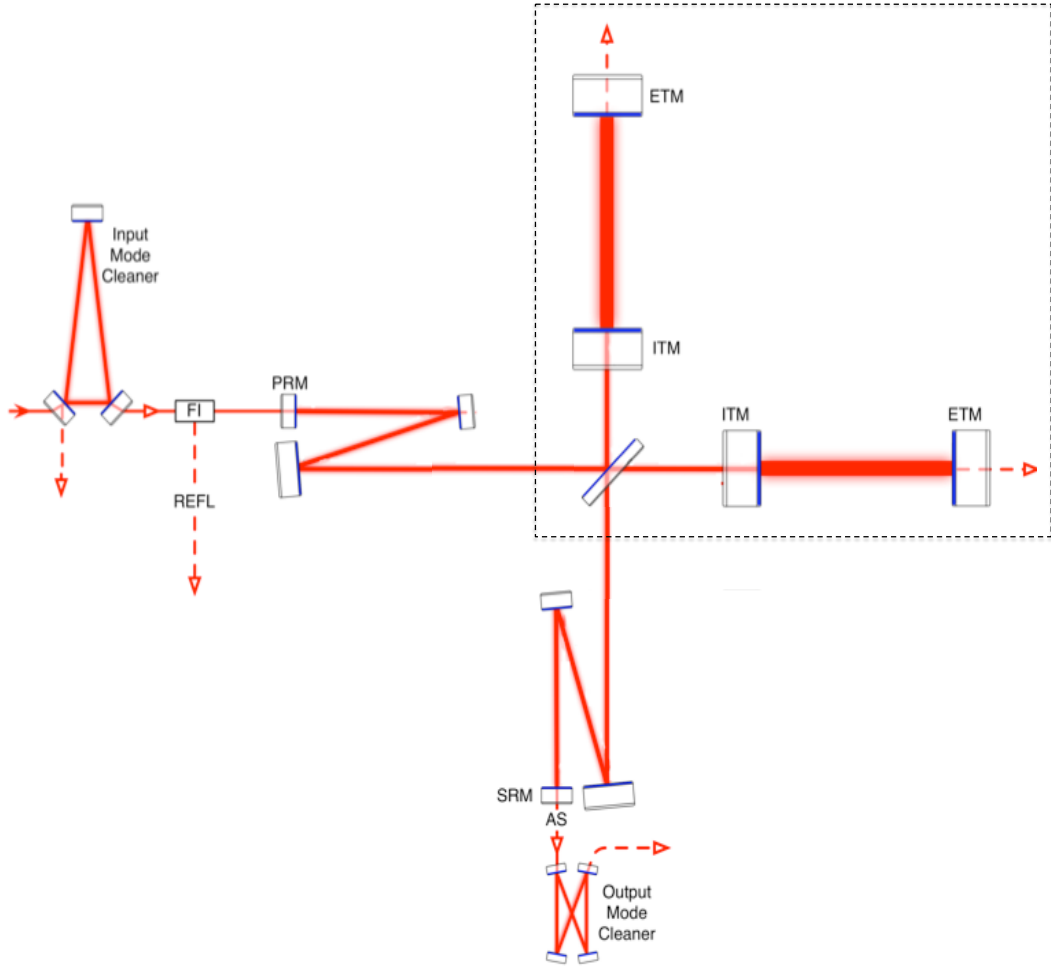 ETM
Input
Mode
Cleaner
ITM
PRM
FI
ITM
ETM
REFL
SRM
AS
Output
Mode
Cleaner